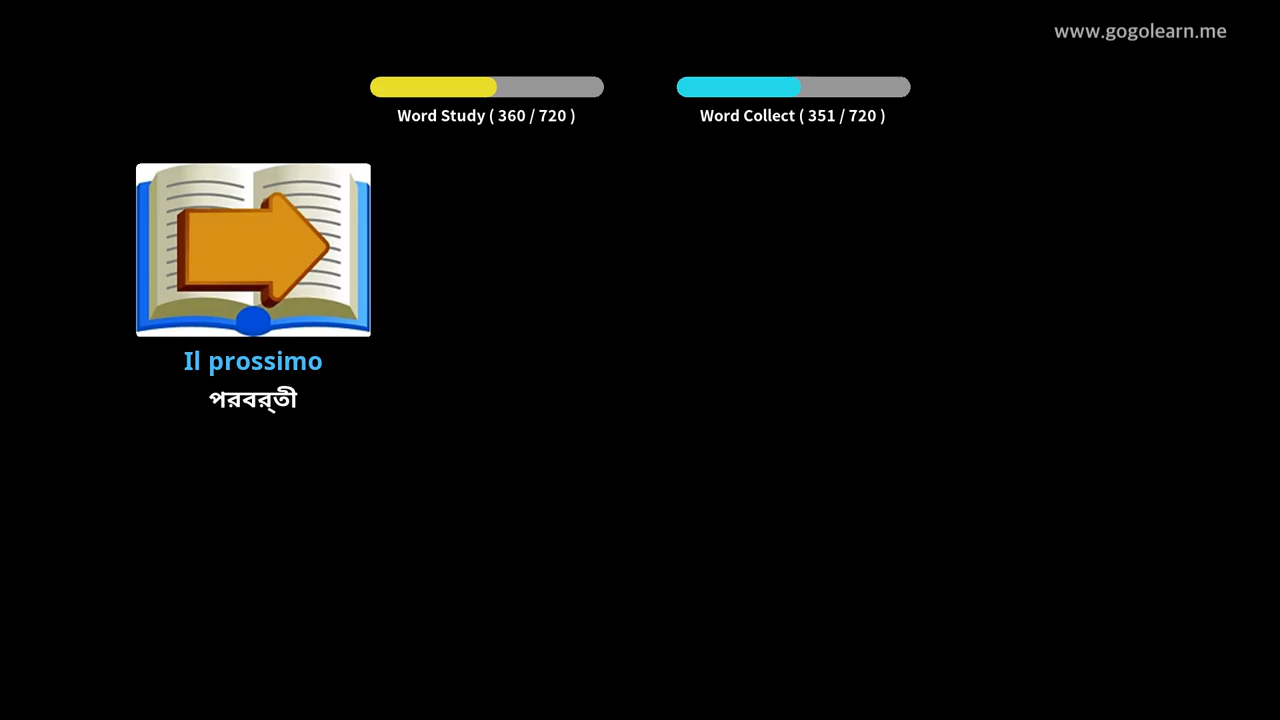 www.gogolearn.me
Word Study ( 360 / 720 )
Word Collect ( 351 / 720 )
Il prossimo
পরবর্তী